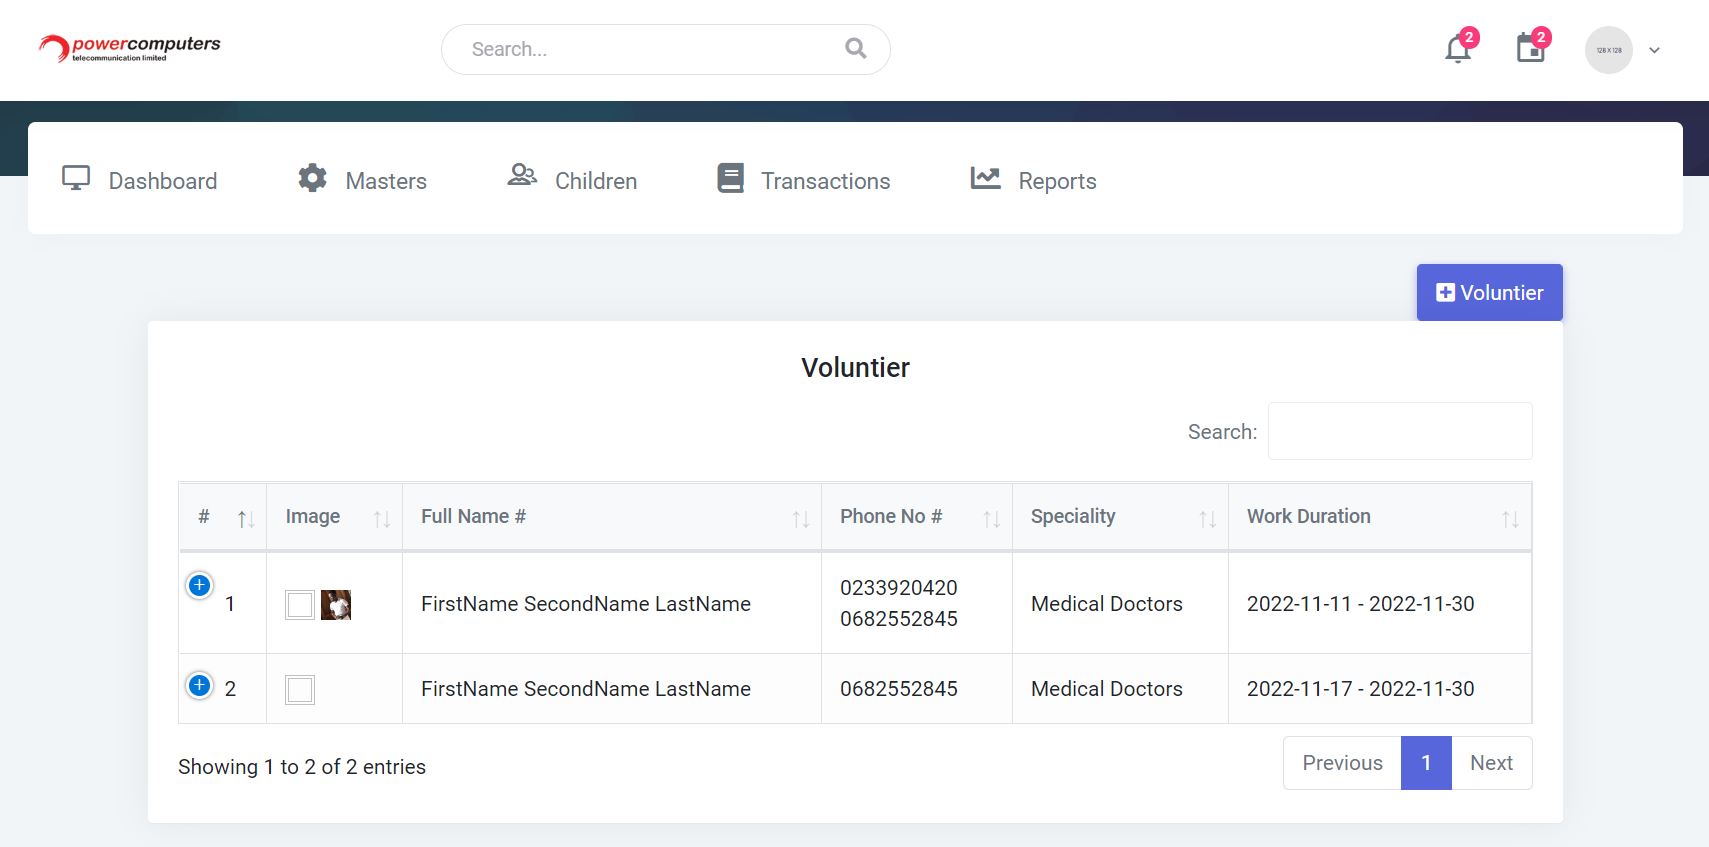 powercomputers
telecommunication limited
Search...
2
2
128 X 128
Dashboard
Masters
Children
Transactions
Reports
Voluntier
Voluntier
Search:
# Image Full Name # Phone No # Speciality Work Duration
1 FirstName SecondName LastName 0233920420 Medical Doctors 2022-11-11 - 2022-11-30
0682552845
2 FirstName SecondName LastName 0682552845 Medical Doctors 2022-11-17 - 2022-11-30
Showing 1 to 2 of 2 entries
Previous 1 Next